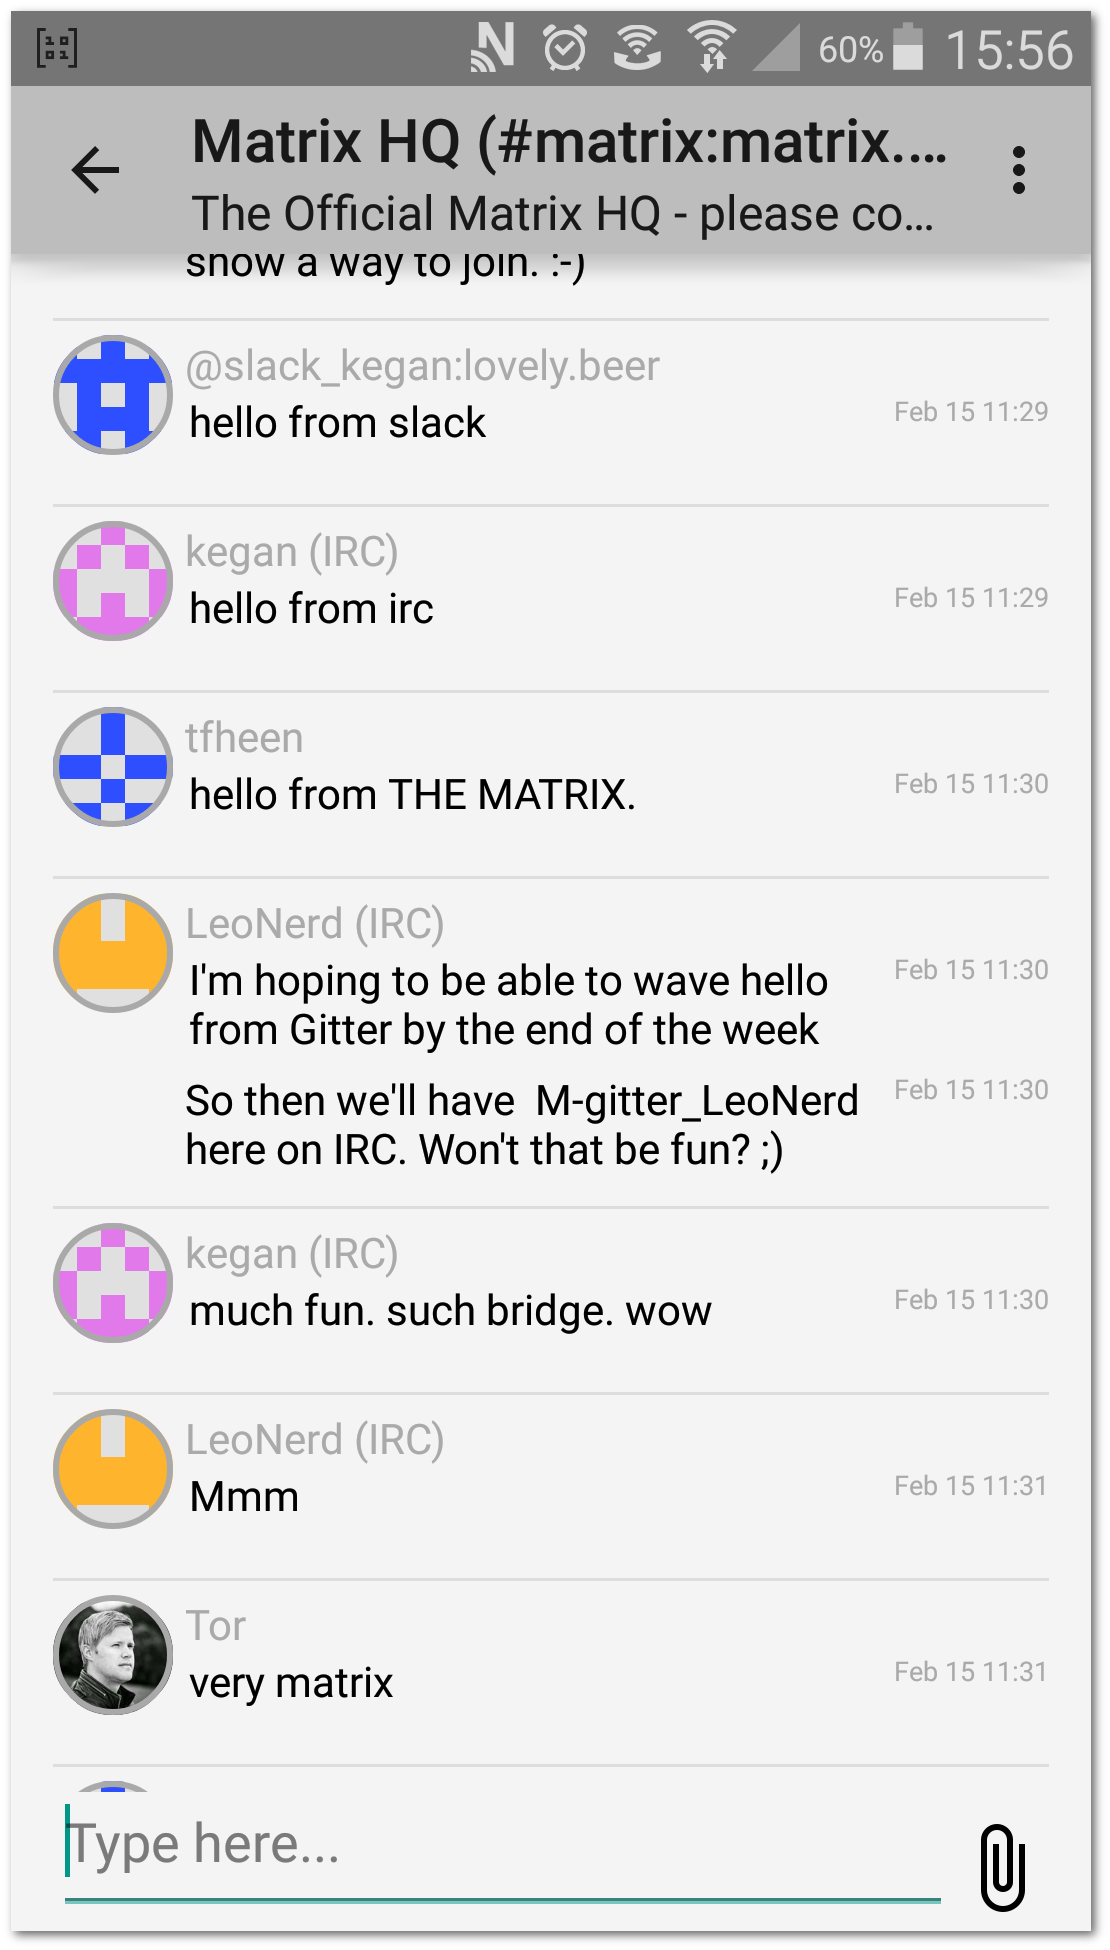 60% 15:56
Matrix HQ (#matrix:matrix.…
The Official Matrix HQ - please co…
show a way to join. :-)
@slack_kegan:lovely.beer
hello from slack
Feb 15 11:29
kegan (IRC)
hello from irc
Feb 15 11:29
tfheen
hello from THE MATRIX.
Feb 15 11:30
LeoNerd (IRC)
I'm hoping to be able to wave hello
from Gitter by the end of the week
Feb 15 11:30
So then we'll have  M-gitter_LeoNerd
here on IRC. Won't that be fun? ;)
Feb 15 11:30
kegan (IRC)
much fun. such bridge. wow
Feb 15 11:30
LeoNerd (IRC)
Mmm
Feb 15 11:31
Tor
very matrix
Feb 15 11:31
Type here...